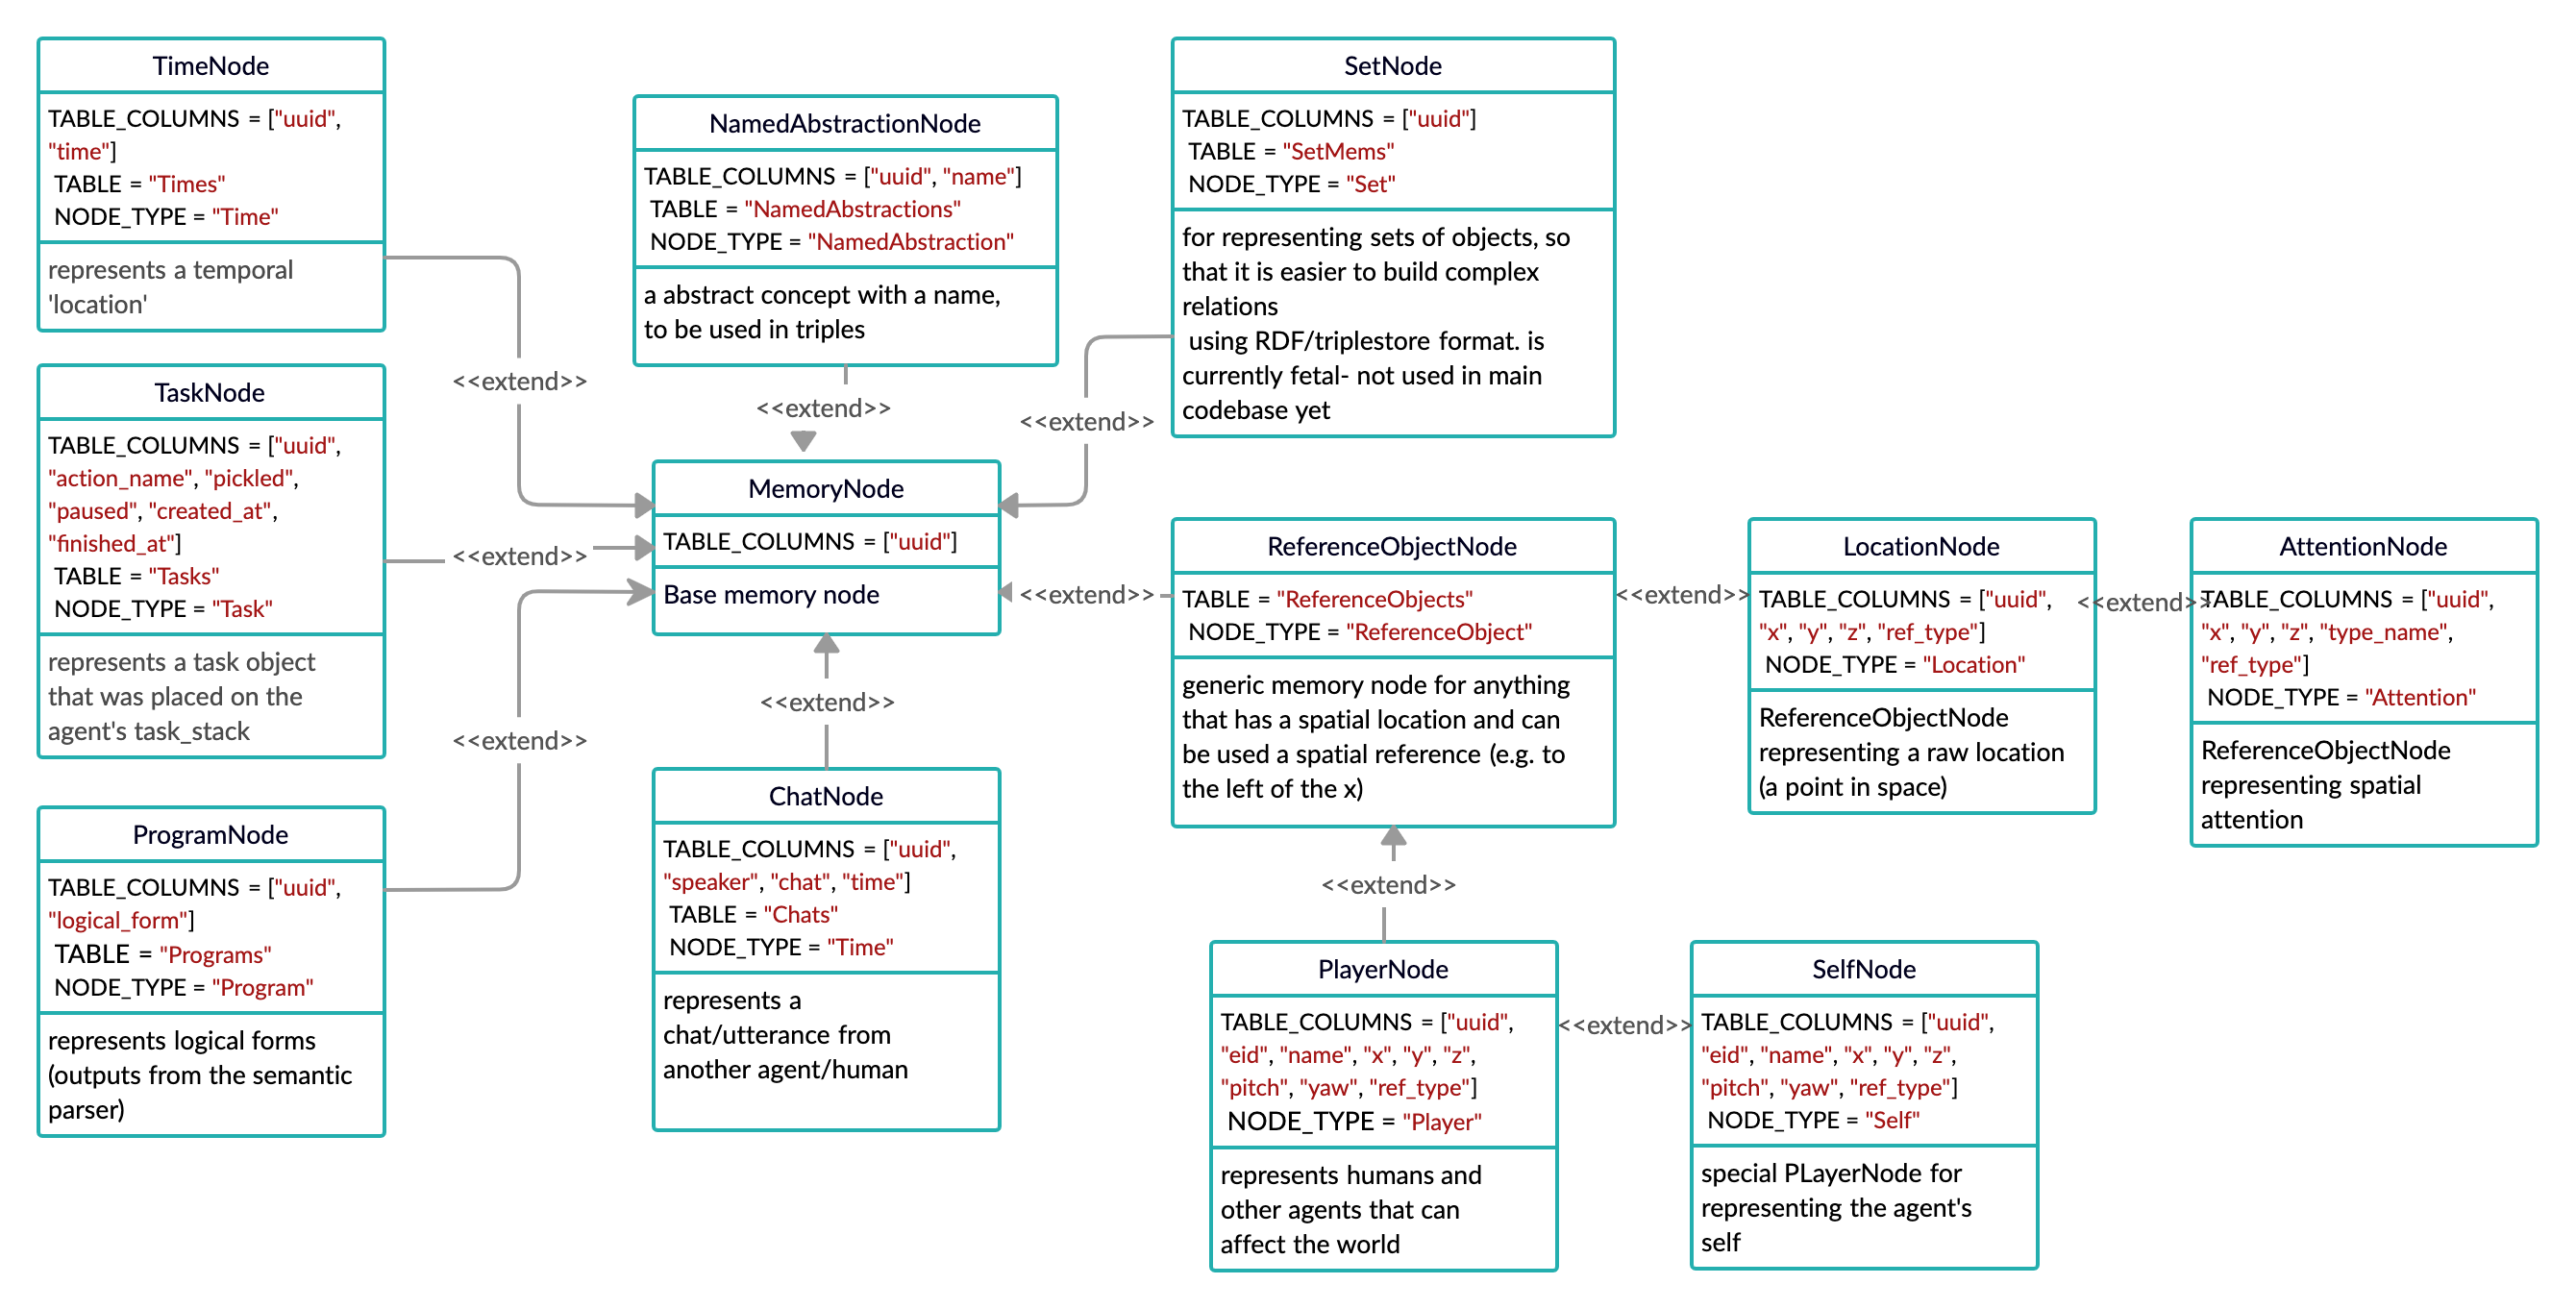 TimeNode
TABLE_COLUMNS = ["uuid",
"time"]
TABLE = "Times"
NODE_TYPE = "Time"
represents a temporal
'location'
<<extend>>
TaskNode
TABLE_COLUMNS = ["uuid",
"action_name", "pickled",
"paused", "created_at",
"finished_at"]
TABLE = "Tasks"
NODE_TYPE = "Task"
represents a task object
that was placed on the
agent's task_stack
<<extend>>
ProgramNode
TABLE_COLUMNS = ["uuid",
"logical_form"]
TABLE = "Programs"
NODE_TYPE = "Program"
represents logical forms
(outputs from the semantic
parser)
<<extend>>
NamedAbstractionNode
TABLE_COLUMNS = ["uuid", "name"]
TABLE = "NamedAbstractions"
NODE_TYPE = "NamedAbstraction"
a abstract concept with a name,
to be used in triples
<<extend>>
MemoryNode
TABLE_COLUMNS = ["uuid"]
Base memory node
<<extend>>
ChatNode
TABLE_COLUMNS = ["uuid",
"speaker", "chat", "time"]
TABLE = "Chats"
NODE_TYPE = "Time"
represents a
chat/utterance from
another agent/human
SetNode
TABLE_COLUMNS = ["uuid"]
TABLE = "SetMems"
NODE_TYPE = "Set"
for representing sets of objects, so
that it is easier to build complex
relations
using RDF/triplestore format. is
currently fetal- not used in main
codebase yet
<<extend>>
<<extend>>
ReferenceObjectNode
TABLE = "ReferenceObjects"
NODE_TYPE = "ReferenceObject"
generic memory node for anything
that has a spatial location and can
be used a spatial reference (e.g. to
the left of the x)
<<extend>>
LocationNode
TABLE_COLUMNS = ["uuid",
"x", "y", "z", "ref_type"]
NODE_TYPE = "Location"
ReferenceObjectNode
representing a raw location
(a point in space)
<<extend>>
AttentionNode
TABLE_COLUMNS = ["uuid",
"x", "y", "z", "type_name",
"ref_type"]
NODE_TYPE = "Attention"
ReferenceObjectNode
representing spatial
attention
<<extend>>
PlayerNode
TABLE_COLUMNS = ["uuid",
"eid", "name", "x", "y", "z",
"pitch", "yaw", "ref_type"]
NODE_TYPE = "Player"
represents humans and
other agents that can
affect the world
<<extend>>
SelfNode
TABLE_COLUMNS = ["uuid",
"eid", "name", "x", "y", "z",
"pitch", "yaw", "ref_type"]
NODE_TYPE = "Self"
special PLayerNode for
representing the agent's
self